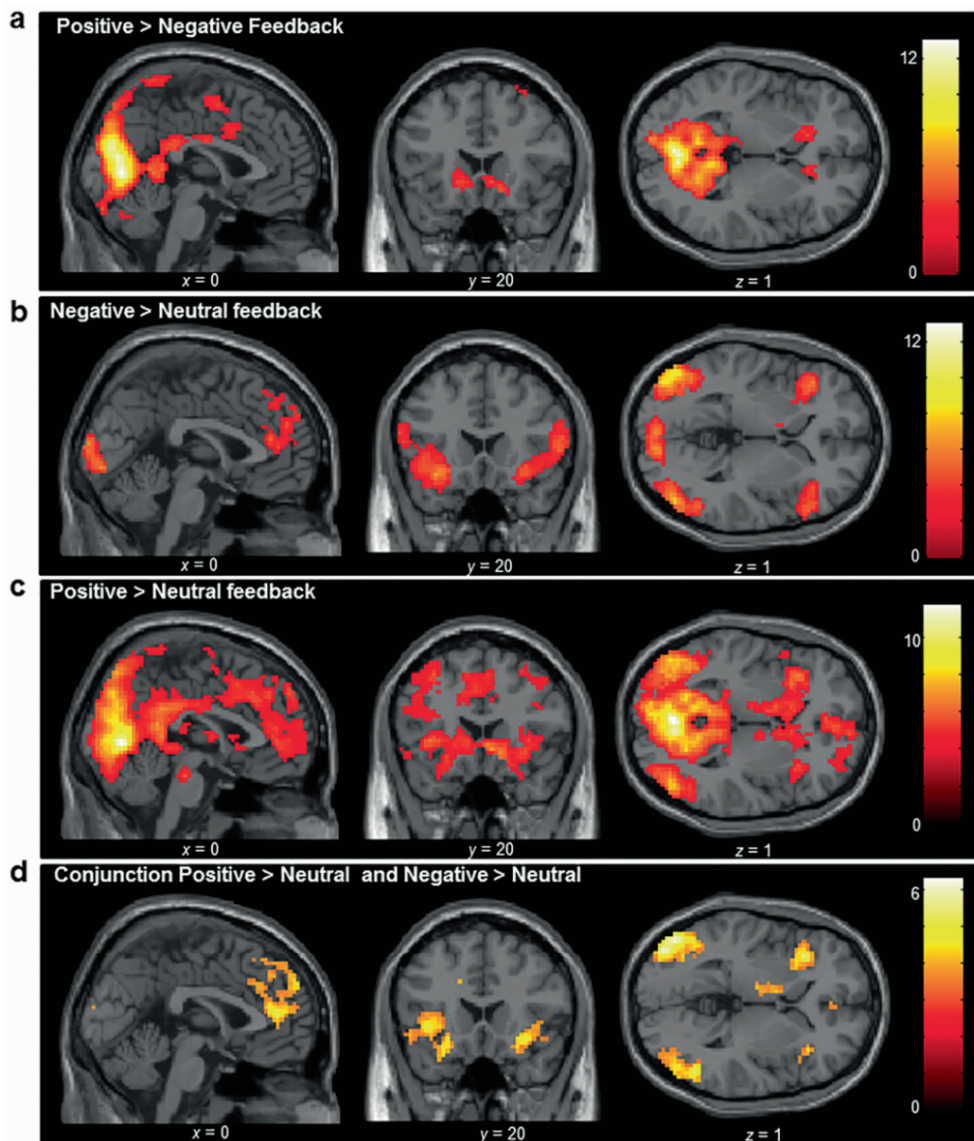 a
Positive > Negative Feedback
12
0
x = 0
y = 20
z = 1
b
Negative > Neutral feedback
12
0
x = 0
y = 20
z = 1
c
Positive > Neutral feedback
10
0
x = 0
y = 20
z = 1
d
Conjunction Positive > Neutral and Negative > Neutral
6
0
x = 0
y = 20
z = 1